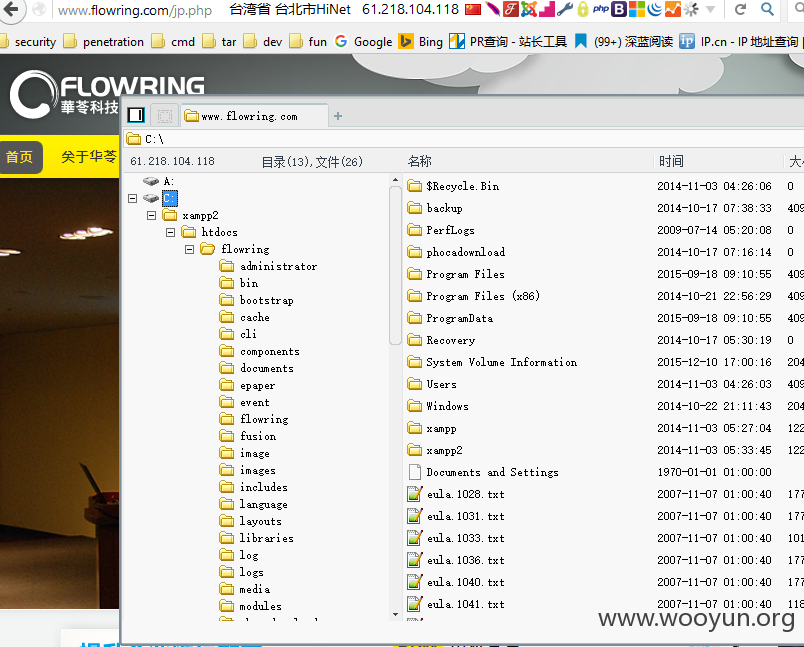 www.flowring.com/jp.php 台湾省 台北市HiNet 61.218.104.118
security penetration cmd tar dev fun Google Bing PR查询 - 站长工具 (99+) 深蓝阅读 IP.cn - IP 地址查询
FLOWRING
華苓科技
首页 关于华苓
www.flowring.com
C:\
61.218.104.118 目录(13),文件(26)
A:
C:
xampp2
htdocs
flowring
administrator
bin
bootstrap
cache
cli
components
documents
epaper
event
flowring
fusion
image
images
includes
language
layouts
libraries
log
logs
media
modules
名称 时间
$Recycle.Bin 2014-11-03 04:26:06 0
backup 2014-10-17 07:38:33 409
PerfLogs 2009-07-14 05:20:08 0
phocadownload 2014-10-17 07:16:14 0
Program Files 2015-09-18 09:10:55 409
Program Files (x86) 2014-10-21 22:56:29 409
ProgramData 2015-09-18 09:10:55 409
Recovery 2014-10-17 05:30:19 0
System Volume Information 2015-12-10 17:00:16 204
Users 2014-11-03 04:26:03 409
Windows 2014-10-22 21:11:43 204
xampp 2014-11-03 05:27:04 122
xampp2 2014-11-03 05:33:45 122
Documents and Settings 1970-01-01 01:00:00
eula.1028.txt 2007-11-07 01:00:40 177
eula.1031.txt 2007-11-07 01:00:40 177
eula.1033.txt 2007-11-07 01:00:40 101
eula.1036.txt 2007-11-07 01:00:40 177
eula.1040.txt 2007-11-07 01:00:40 177
eula.1041.txt 2007-11-07 01:00:40 118
www.wooyun.org